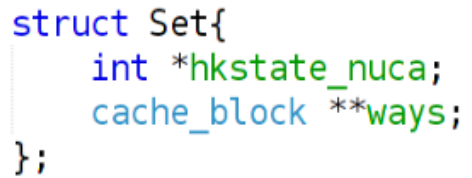 struct Set{
    int *hkstate_nuca;
    cache_block **ways;
};